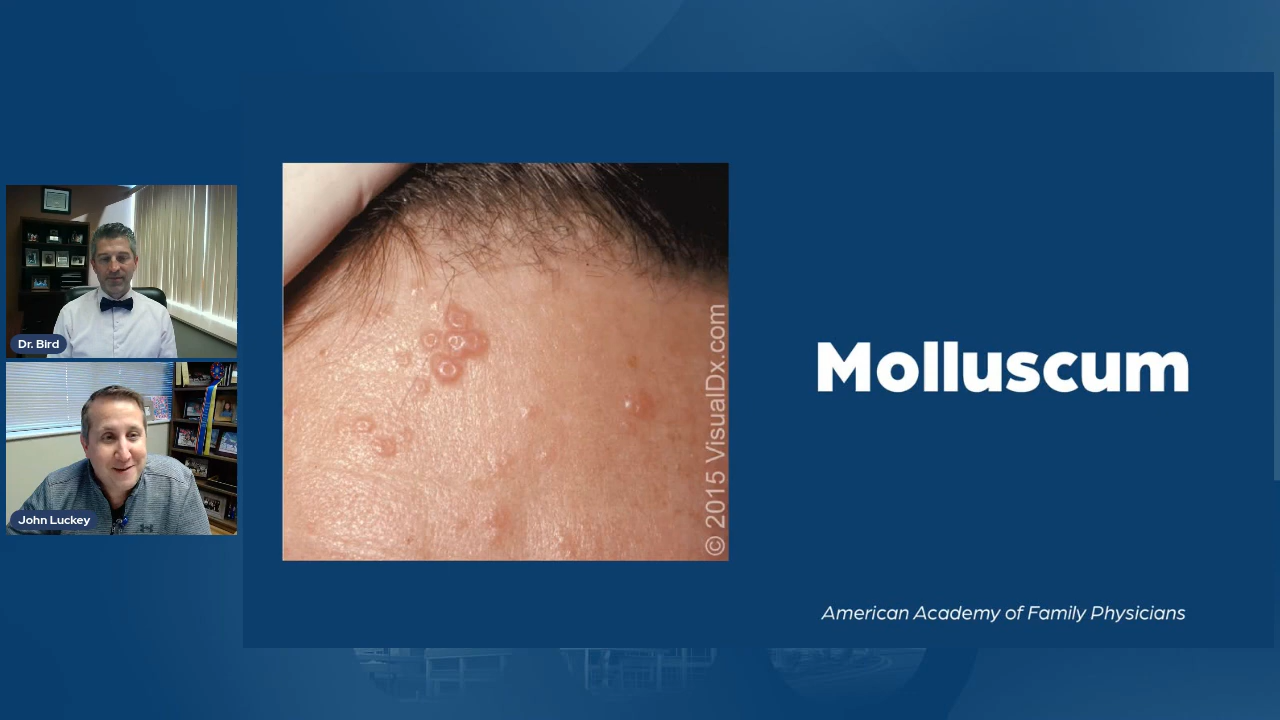 Dr. Bird
John Luckey
© 2015 VisualDx.com
Molluscum
American Academy of Family Physicians